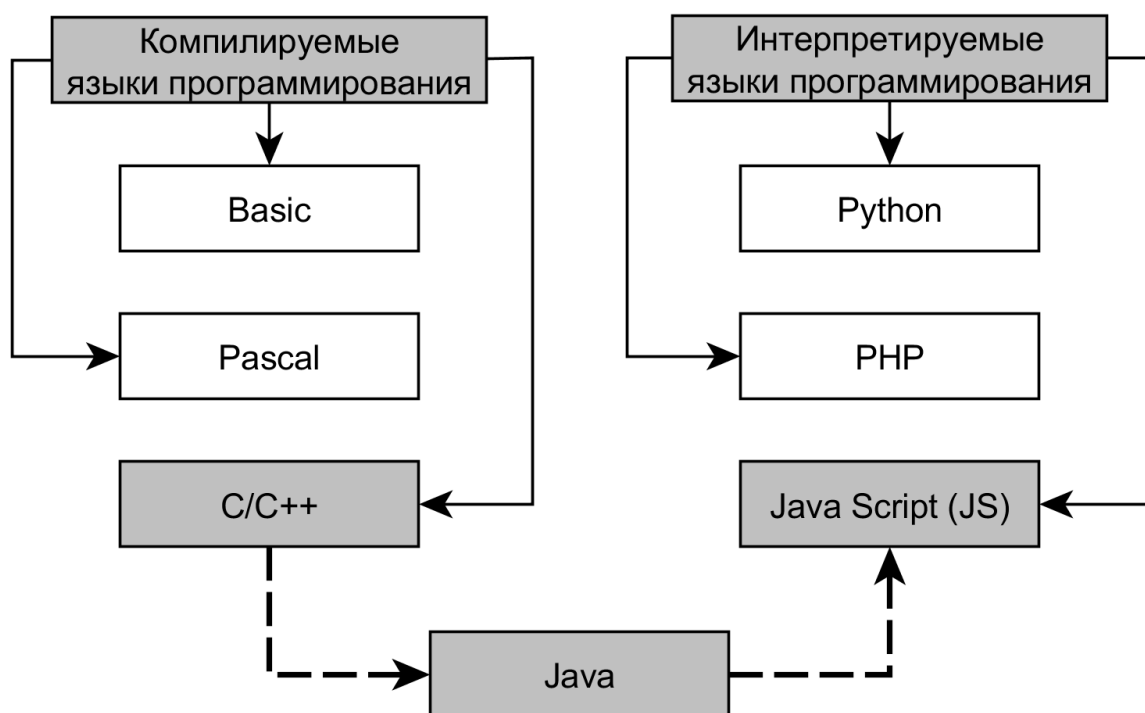 Компилируемые
языки программирования
Basic
Pascal
C/C++
Интерпретируемые
языки программирования
Python
PHP
Java Script (JS)
Java